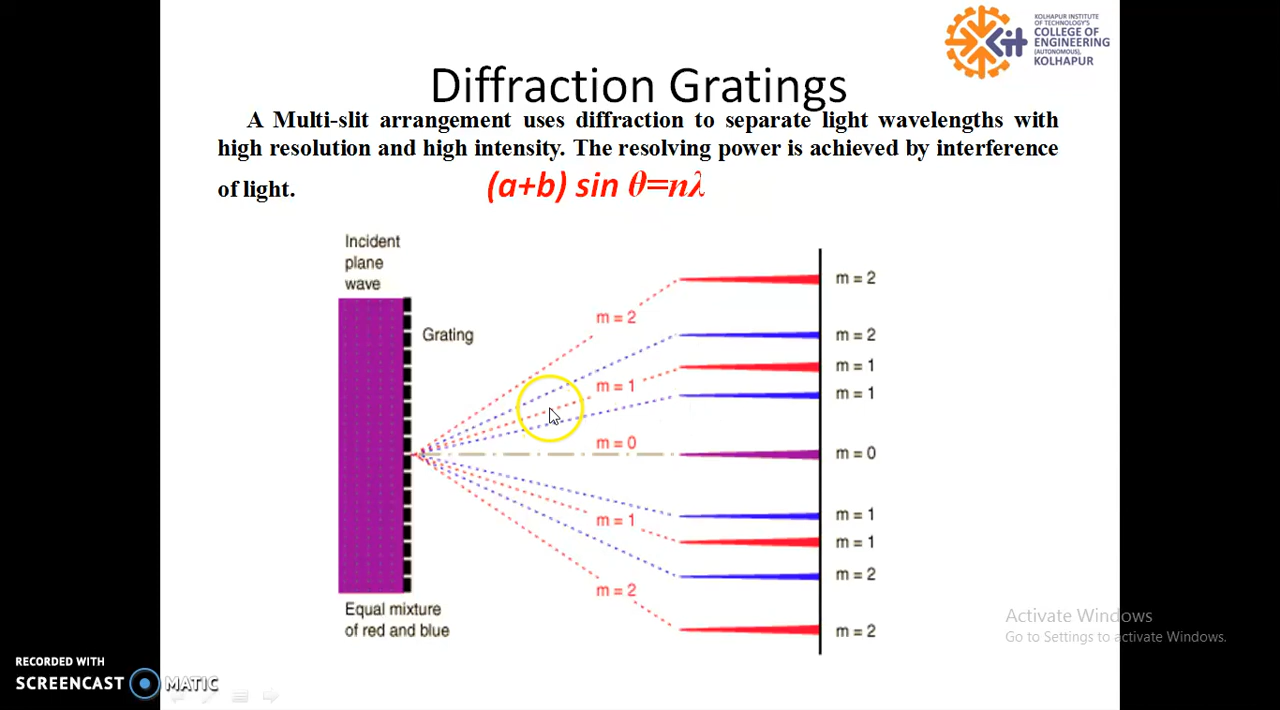 KOLHAPUR INSTITUTE
OF TECHNOLOGY'S
COLLEGE OF
ENGINEERING
(AUTONOMOUS),
KOLHAPUR
kit
Diffraction Gratings
A Multi-slit arrangement uses diffraction to separate light wavelengths with
high resolution and high intensity. The resolving power is achieved by interference
of light. (a+b) sin θ=nλ
Incident
plane
wave
Grating
m = 2
m = 1
m = 0
m = 1
m = 2
m = 2
m = 2
m = 1
m = 1
m = 0
m = 1
m = 1
m = 2
m = 2
Equal mixture
of red and blue
Activate Windows
Go to Settings to activate Windows.
RECORDED WITH
SCREENCAST MATIC